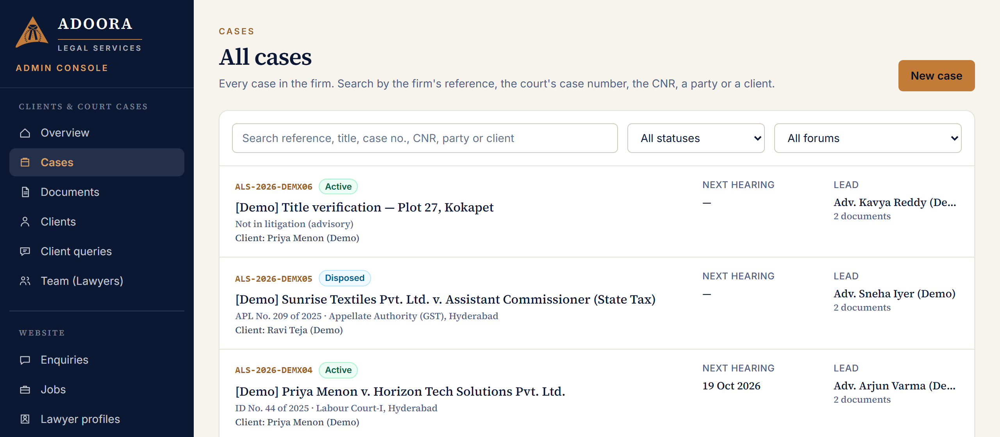 ADOORA
LEGAL SERVICES
ADMIN CONSOLE
CLIENTS & COURT CASES
Overview
Cases
Documents
Clients
Client queries
Team (Lawyers)
WEBSITE
Enquiries
Jobs
Lawyer profiles
CASES
All cases
Every case in the firm. Search by the firm's reference, the court's case number, the CNR, a party or a client.
New case
Search reference, title, case no., CNR, party or client
All statuses
All forums
ALS-2026-DEMX06 Active
[Demo] Title verification — Plot 27, Kokapet
Not in litigation (advisory)
Client: Priya Menon (Demo)
NEXT HEARING
—
LEAD
Adv. Kavya Reddy (De...
2 documents
ALS-2026-DEMX05 Disposed
[Demo] Sunrise Textiles Pvt. Ltd. v. Assistant Commissioner (State Tax)
APL No. 209 of 2025 · Appellate Authority (GST), Hyderabad
Client: Ravi Teja (Demo)
NEXT HEARING
—
LEAD
Adv. Sneha Iyer (Demo)
2 documents
ALS-2026-DEMX04 Active
[Demo] Priya Menon v. Horizon Tech Solutions Pvt. Ltd.
ID No. 44 of 2025 · Labour Court-I, Hyderabad
Client: Priya Menon (Demo)
NEXT HEARING
19 Oct 2026
LEAD
Adv. Arjun Varma (De...
2 documents